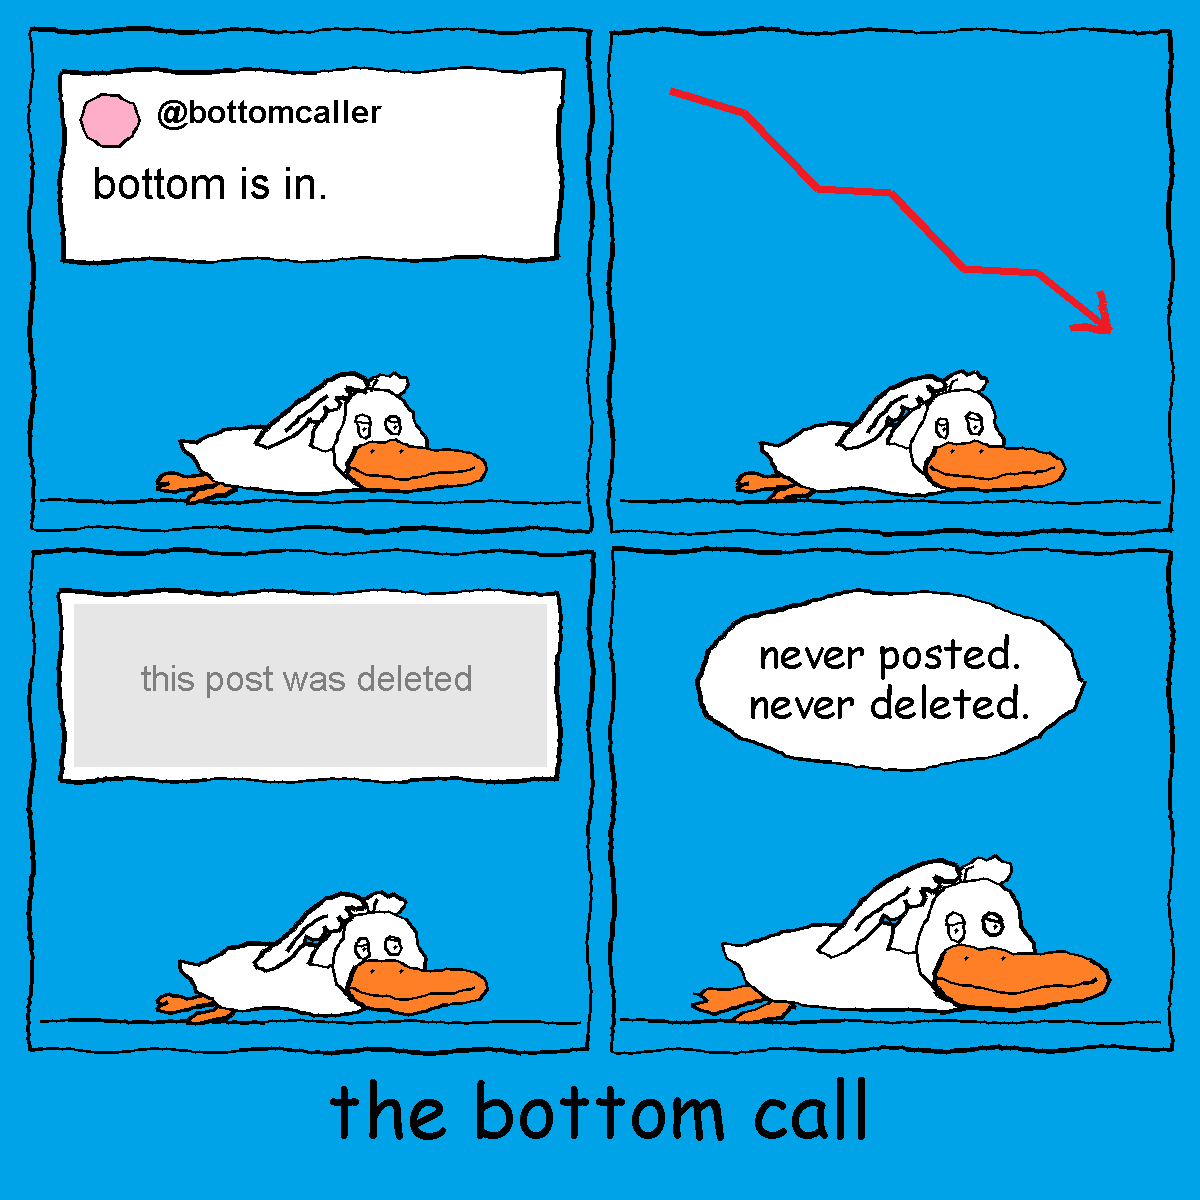 @bottomcaller
bottom is in.
this post was deleted
never posted.
never deleted.
the bottom call